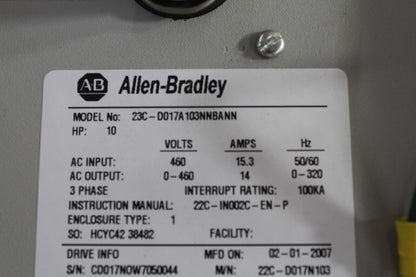 AB Allen-Bradley
MODEL No: 23C-D017A103NNBANN
HP: 10
VOLTS AMPS Hz
AC INPUT: 460 15.3 50/60
AC OUTPUT: 0-460 14 0-320
3 PHASE INTERRUPT RATING: 100KA
INSTRUCTION MANUAL: 22C-IN002C-EN-P
ENCLOSURE TYPE: 1
SO: HCYC42 38482 FACILITY:
DRIVE INFO MFD ON: 02-01-2007
S/N: CD017NOW7050044 M/N: 22C-D017N103